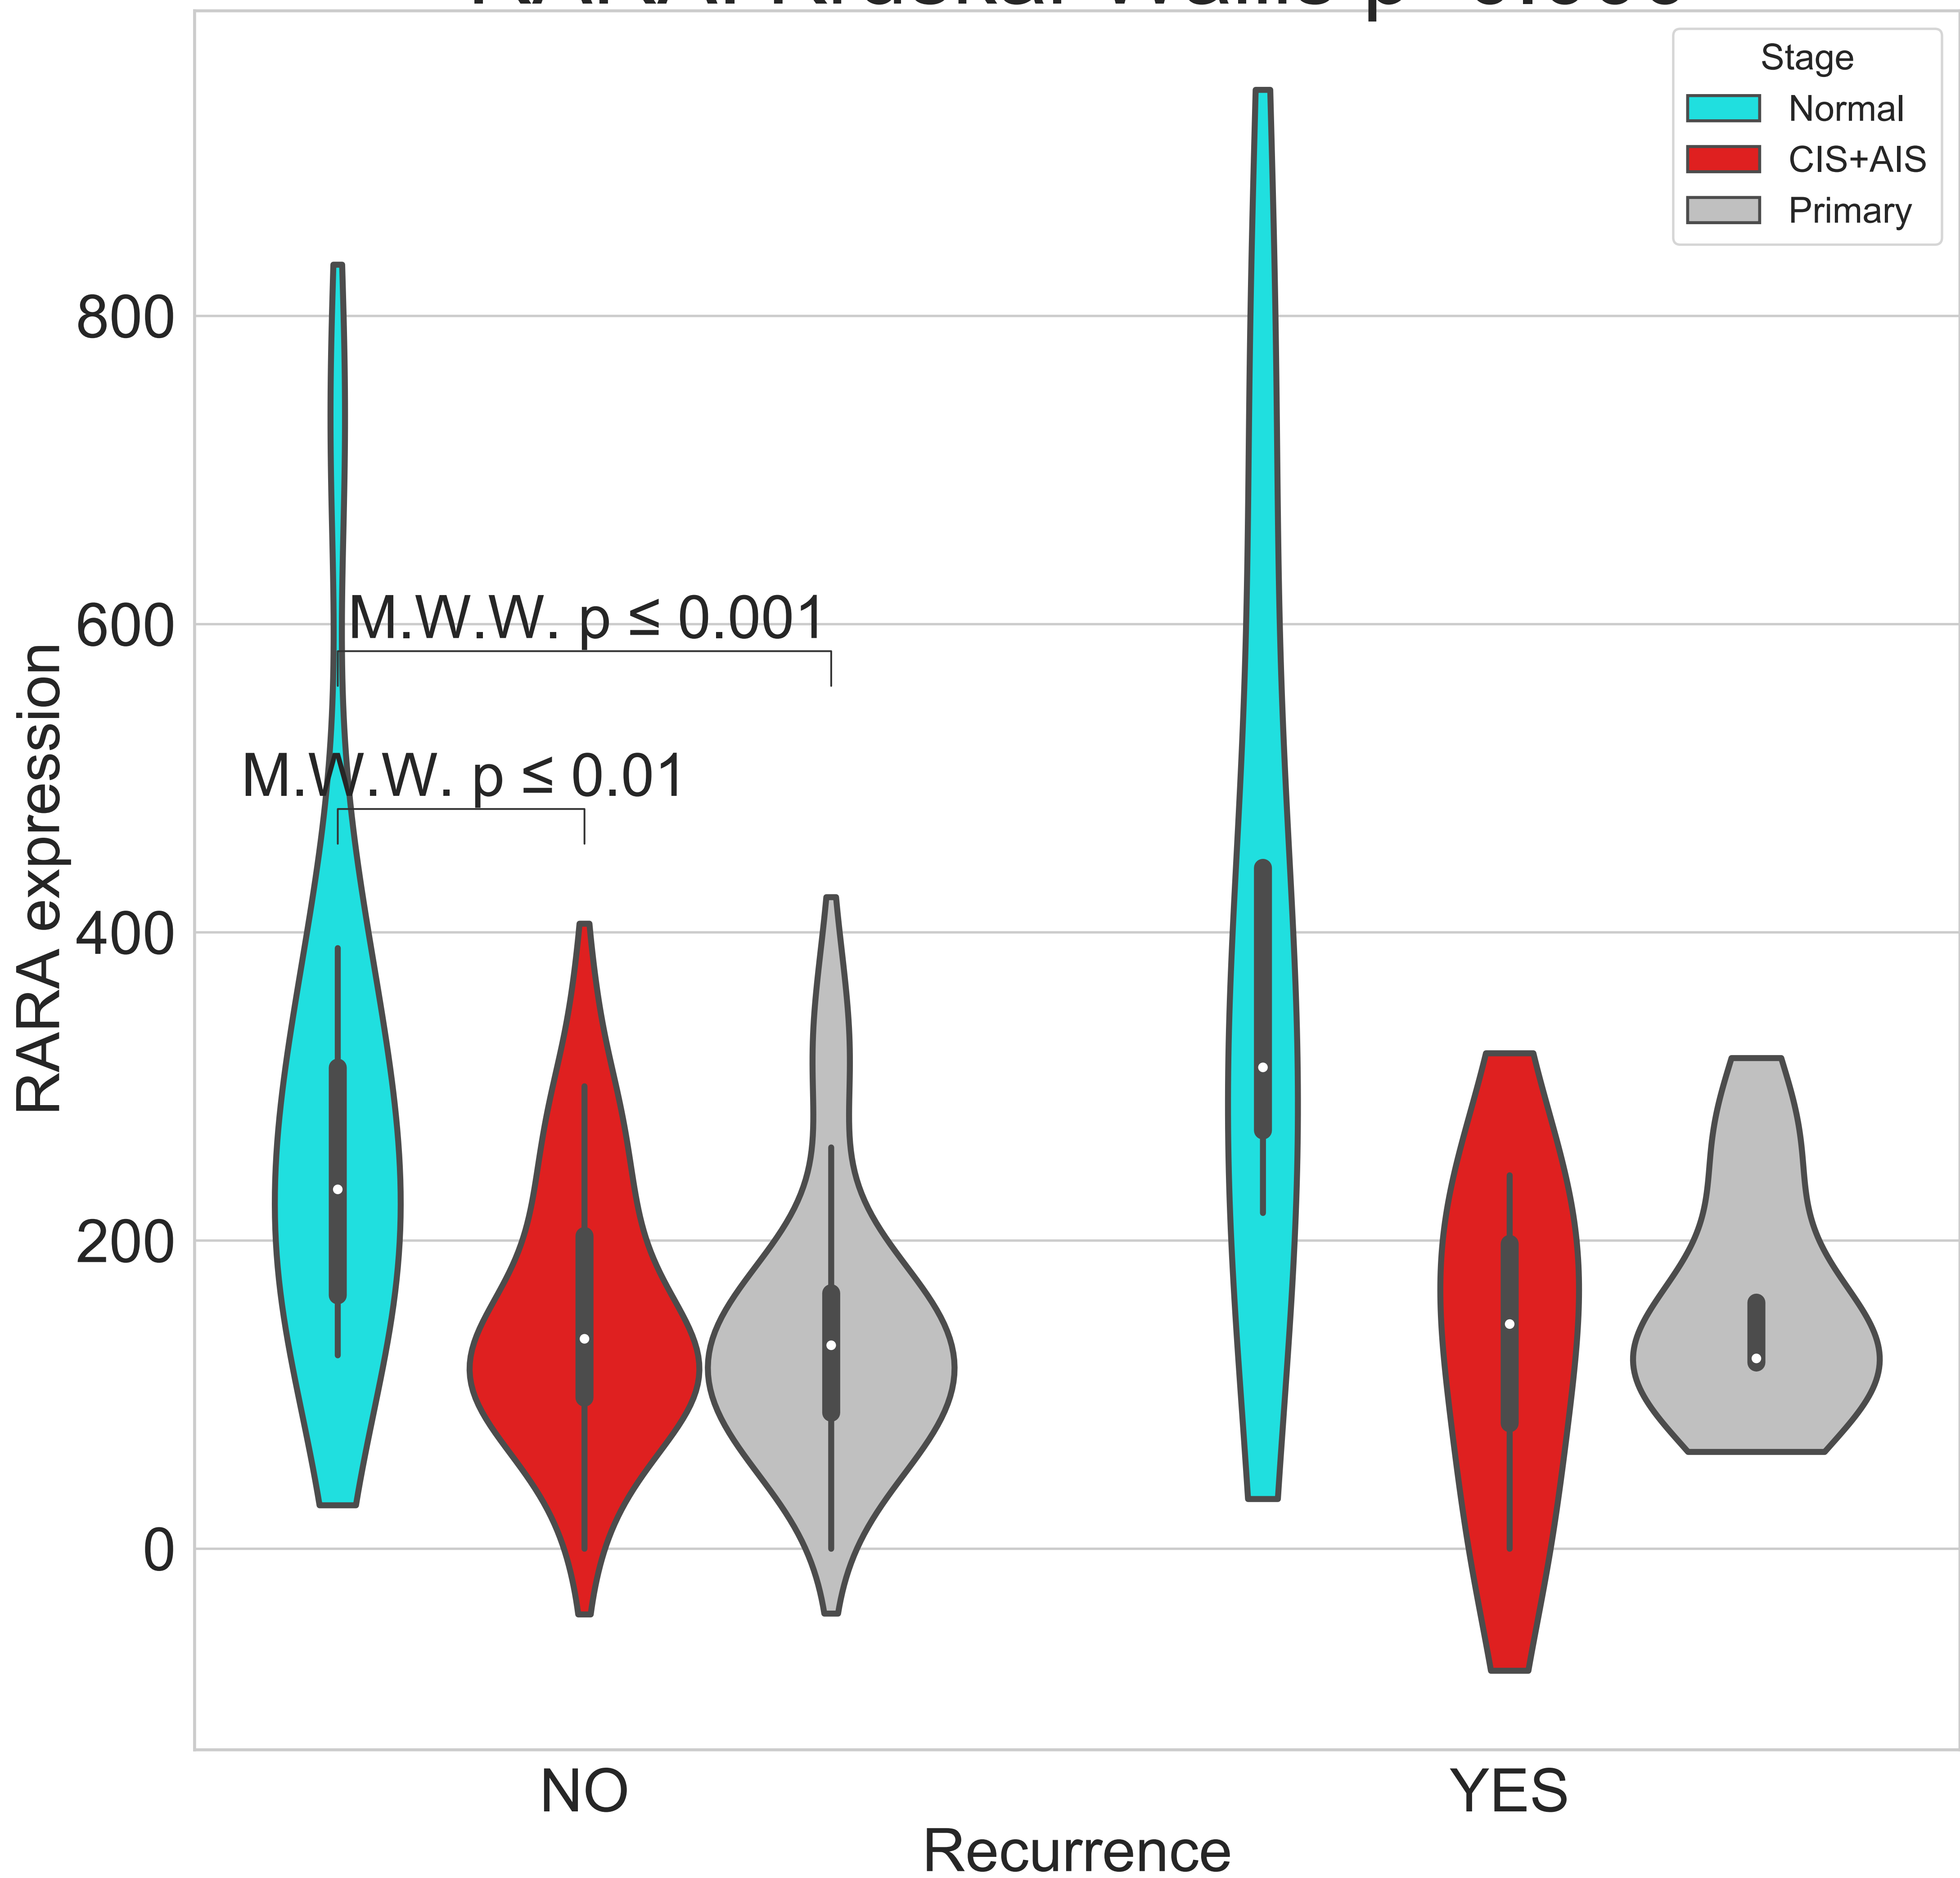 Stage
Normal
CIS+AIS
Primary
800
600
400
200
0
RARA expression
M.W.W. p ≤ 0.001
M.W.W. p ≤ 0.01
NO
YES
Recurrence